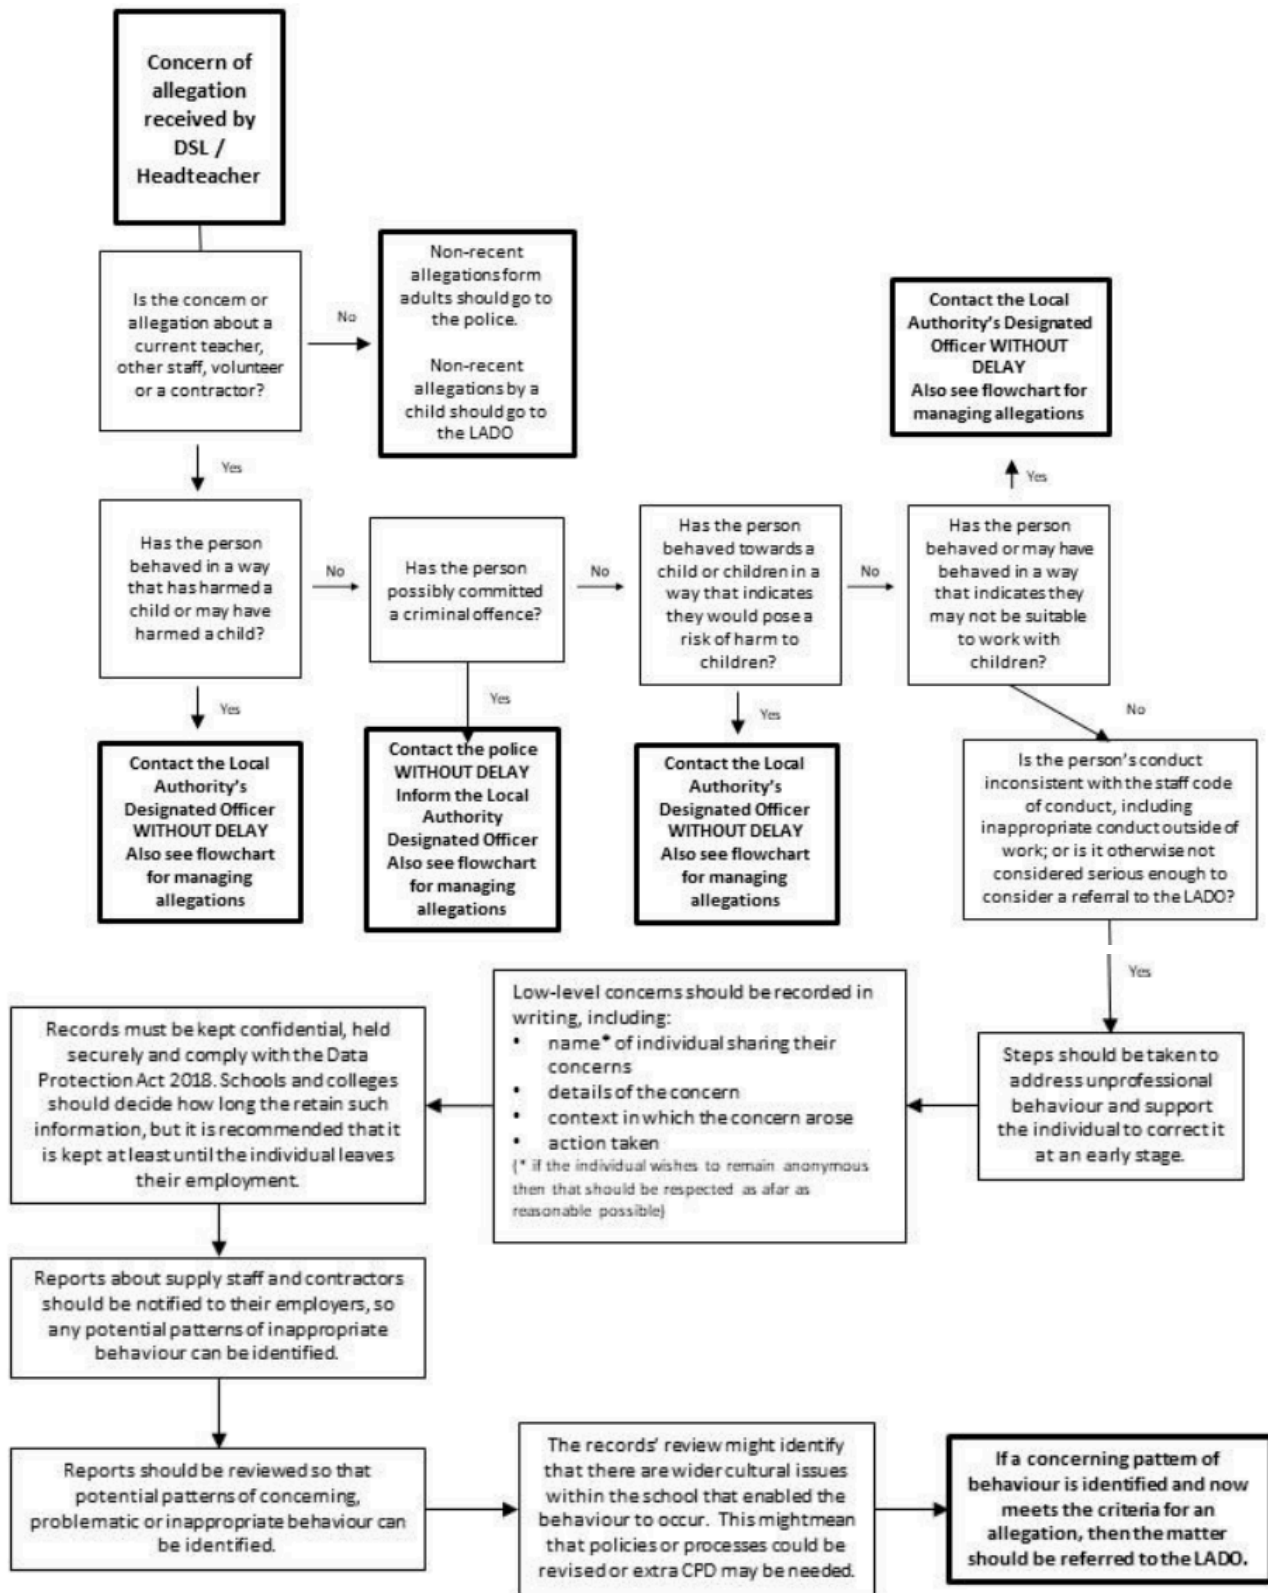 Concern of
allegation
received by
DSL /
Headteacher
Is the concern or
allegation about a
current teacher,
other staff, volunteer
or a contractor?
No
Non-recent
allegations form
adults should go to
the police.
Non-recent
allegations by a
child should go to
the LADO
Contact the Local
Authority's Designated
Officer WITHOUT
DELAY
Also see flowchart for
managing allegations
Yes
Yes
Has the person
behaved in a way
that has harmed a
child or may have
harmed a child?
No
Has the person
possibly committed
a criminal offence?
No
Has the person
behaved towards a
child or children in a
way that indicates
they would pose a
risk of harm to
children?
No
Has the person
behaved or may have
behaved in a way
that indicates they
may not be suitable
to work with
children?
Yes
Yes
Yes
No
Contact the Local
Authority's
Designated Officer
WITHOUT DELAY
Also see flowchart
for managing
allegations
Contact the police
WITHOUT DELAY
Inform the Local
Authority
Designated Officer
Also see flowchart
for managing
allegations
Contact the Local
Authority's
Designated Officer
WITHOUT DELAY
Also see flowchart
for managing
allegations
Is the person's conduct
inconsistent with the staff code
of conduct, including
inappropriate conduct outside of
work; or is it otherwise not
considered serious enough to
consider a referral to the LADO?
Yes
Steps should be taken to
address unprofessional
behaviour and support
the individual to correct it
at an early stage.
Low-level concerns should be recorded in
writing, including:
• name* of individual sharing their
concerns
• details of the concern
• context in which the concern arose
• action taken
(* if the individual wishes to remain anonymous
then that should be respected as afar as
reasonable possible)
Records must be kept confidential, held
securely and comply with the Data
Protection Act 2018. Schools and colleges
should decide how long the retain such
information, but it is recommended that it
is kept at least until the individual leaves
their employment.
Reports about supply staff and contractors
should be notified to their employers, so
any potential patterns of inappropriate
behaviour can be identified.
Reports should be reviewed so that
potential patterns of concerning,
problematic or inappropriate behaviour can
be identified.
The records' review might identify
that there are wider cultural issues
within the school that enabled the
behaviour to occur. This mightmean
that policies or processes could be
revised or extra CPD may be needed.
If a concerning pattern of
behaviour is identified and now
meets the criteria for an
allegation, then the matter
should be referred to the LADO.